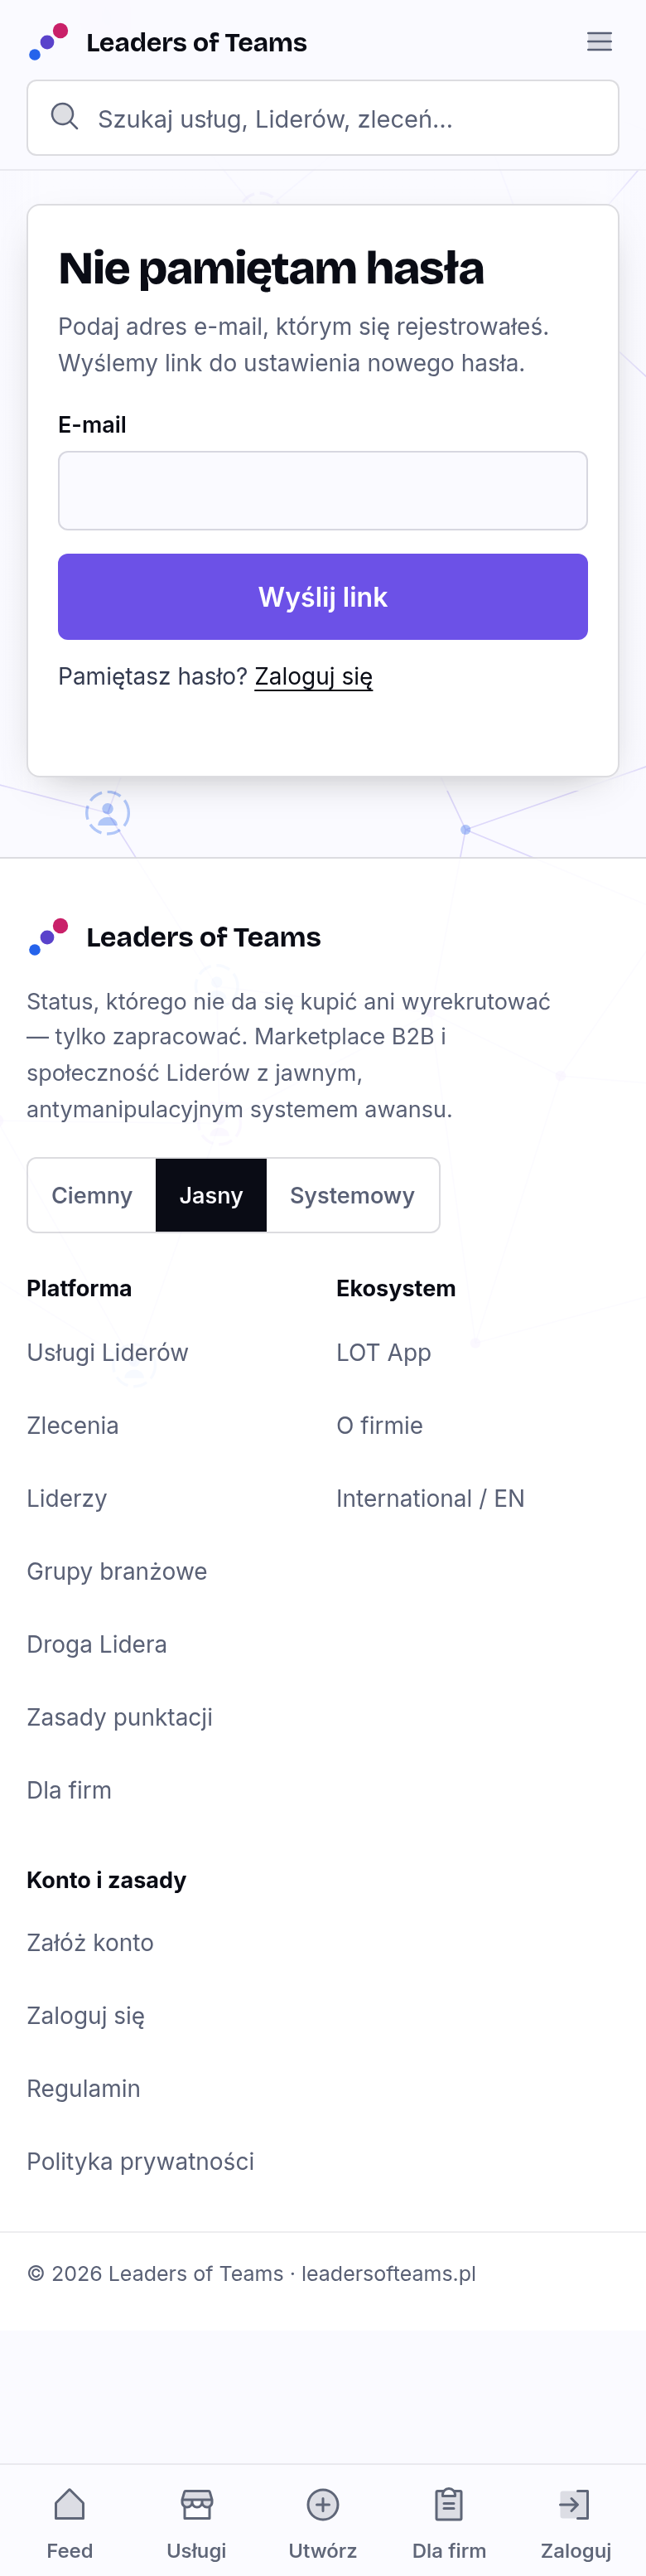 Leaders of Teams
Szukaj usług, Liderów, zleceń...
Nie pamiętam hasła
Podaj adres e-mail, którym się rejestrowałeś.
Wyślemy link do ustawienia nowego hasła.
E-mail
Wyślij link
Pamiętasz hasło? Zaloguj się
Leaders of Teams
Status, którego nie da się kupić ani wyrekrutować
— tylko zapracować. Marketplace B2B i
społeczność Liderów z jawnym,
antymanipulacyjnym systemem awansu.
Ciemny Jasny Systemowy
Platforma
Usługi Liderów
Zlecenia
Liderzy
Grupy branżowe
Droga Lidera
Zasady punktacji
Dla firm
Ekosystem
LOT App
O firmie
International / EN
Konto i zasady
Załóż konto
Zaloguj się
Regulamin
Polityka prywatności
© 2026 Leaders of Teams · leadersofteams.pl
Feed Usługi Utwórz Dla firm Zaloguj